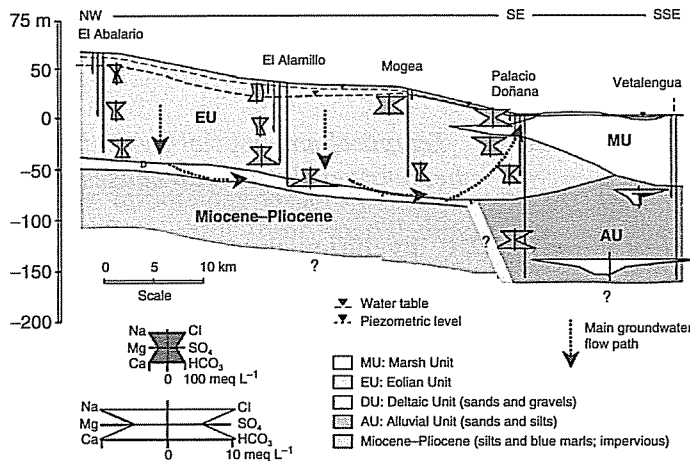 NW
SE
SSE
75 m
El Abalario
50
El Alamillo
Mogea
Palacio
Doñana
Vetalengua
0
EU
MU
D
−50
Miocene–Pliocene
−100
?
AU
−150
0 5 10 km
Scale
?
?
−200
Water table
Piezometric level
Main groundwater
flow path
Na Cl
Mg SO₄
Ca HCO₃
0 100 meq L⁻¹
Na Cl
Mg SO₄
Ca HCO₃
0 10 meq L⁻¹
MU: Marsh Unit
EU: Eolian Unit
DU: Deltaic Unit (sands and gravels)
AU: Alluvial Unit (sands and silts)
Miocene–Pliocene (silts and blue marls; impervious)